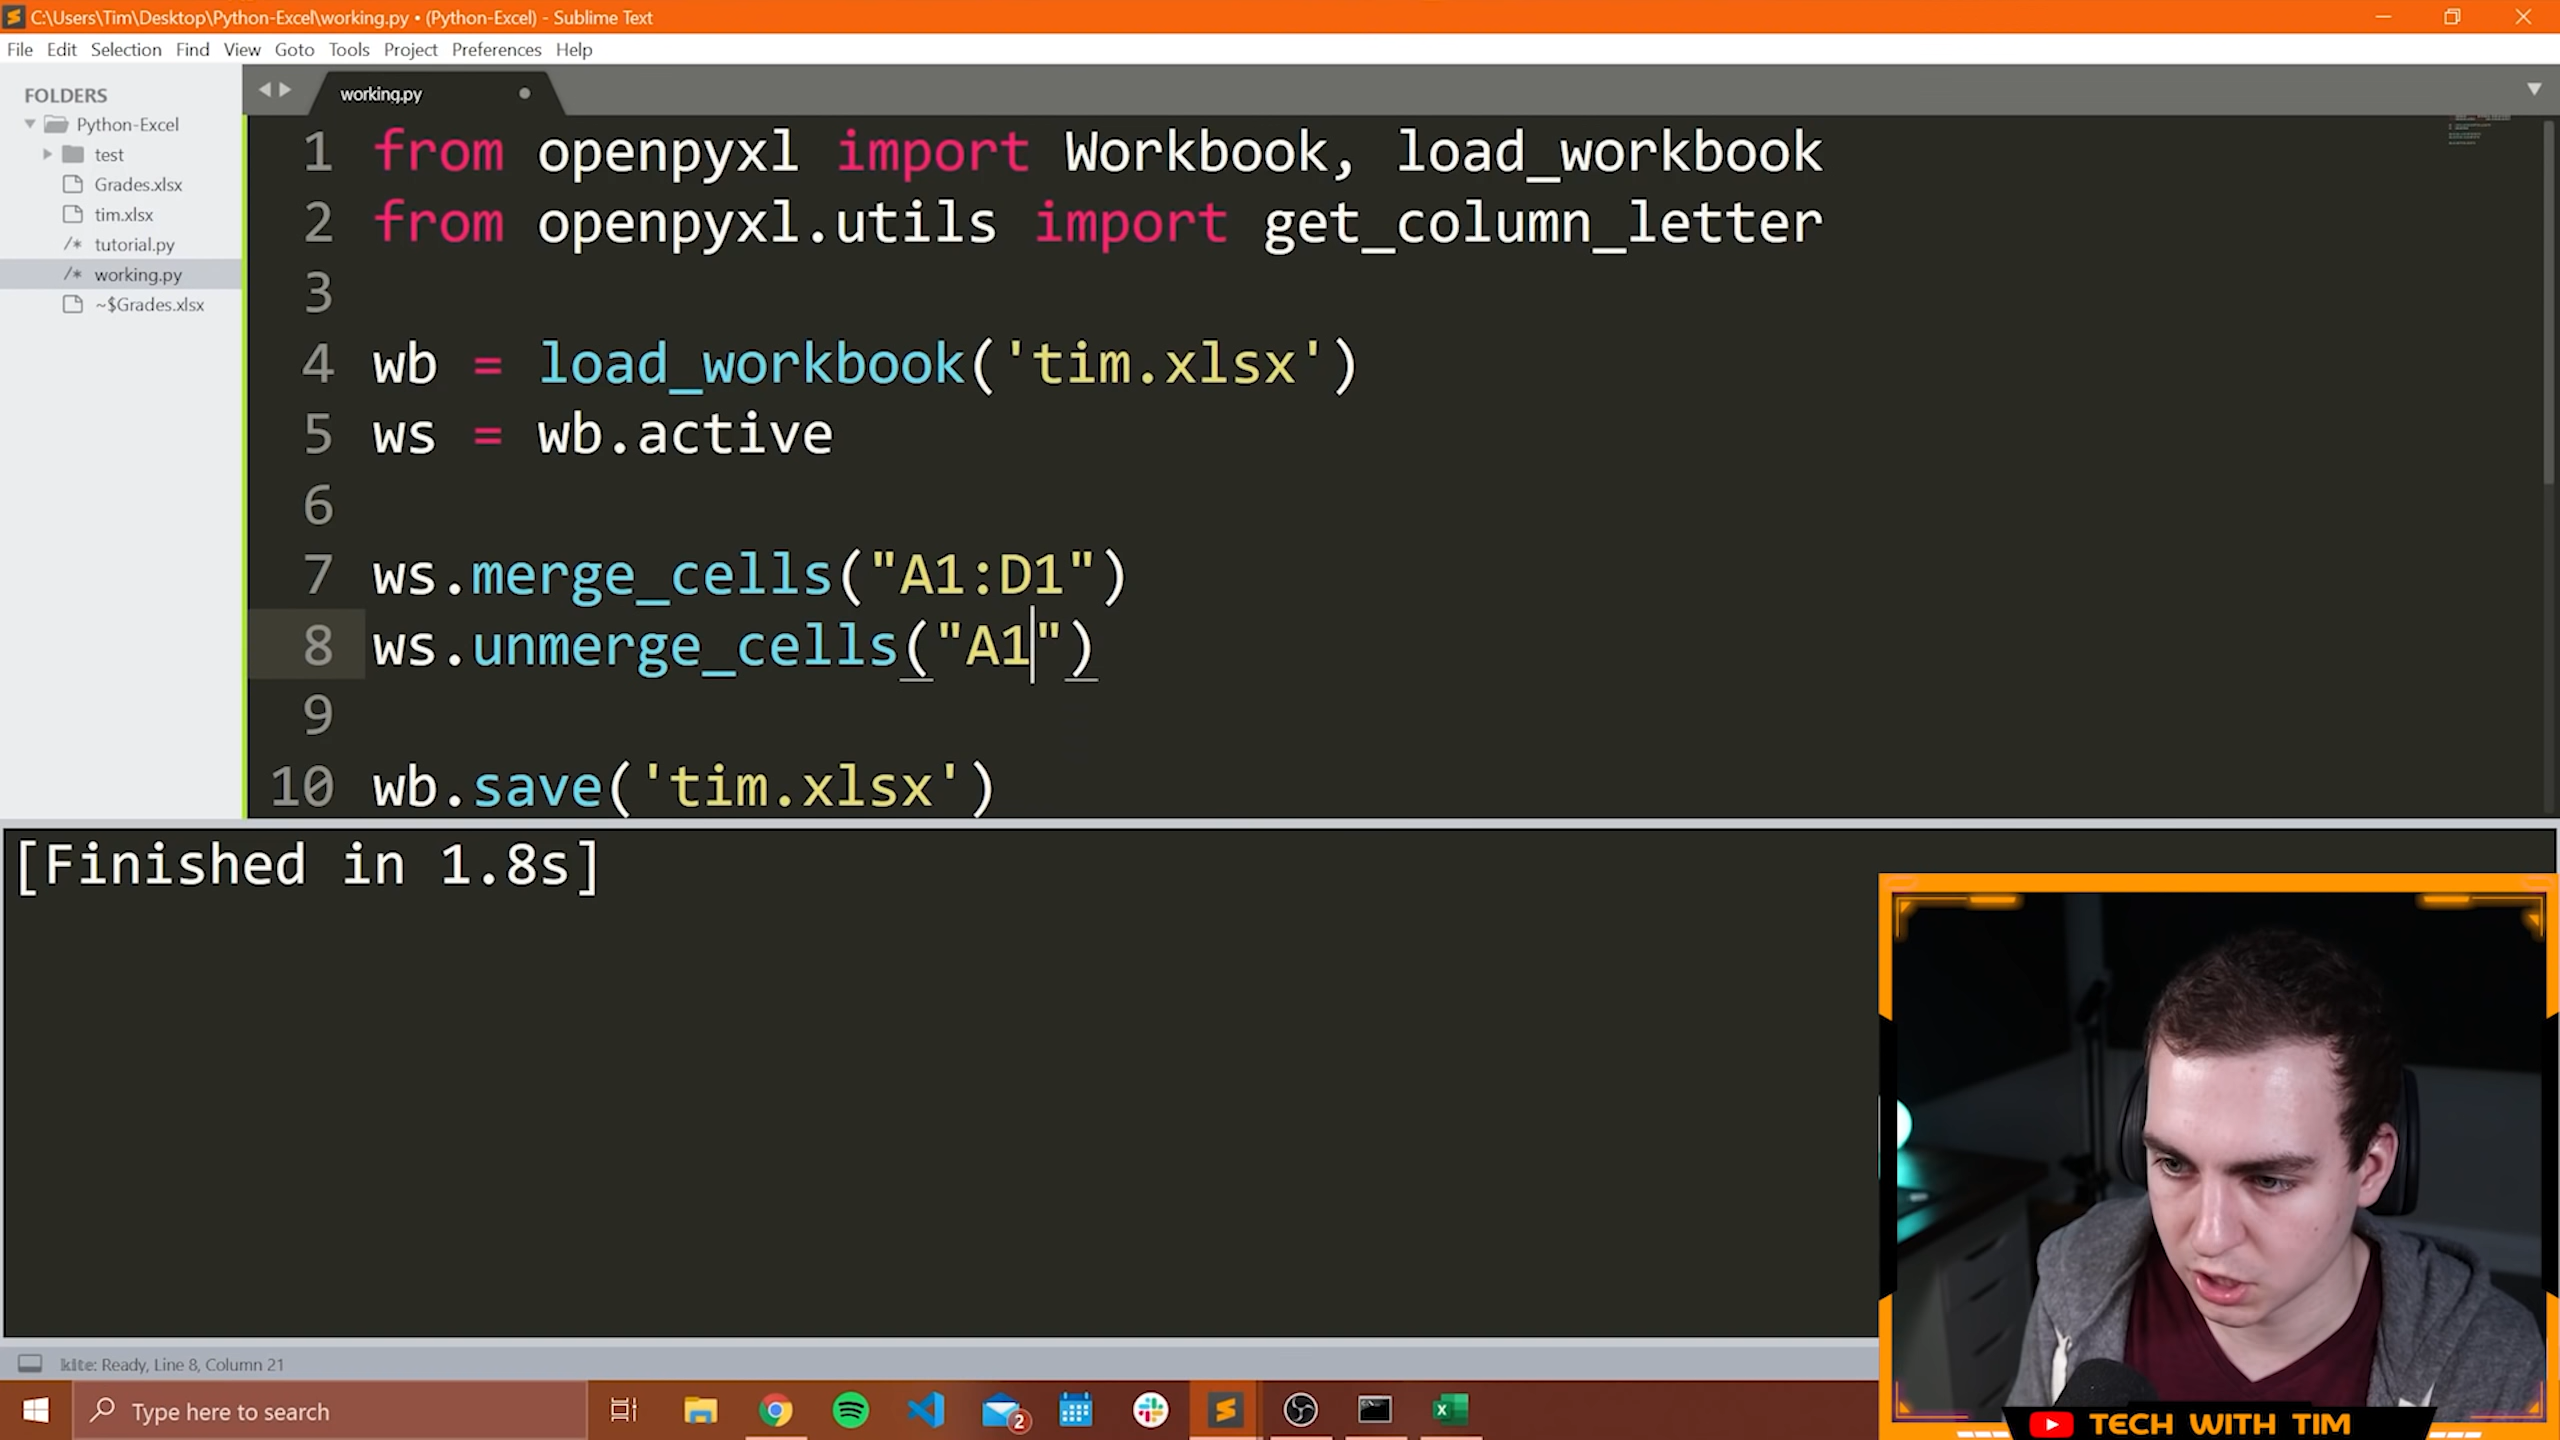 C:\Users\Tim\Desktop\Python-Excel\working.py • (Python-Excel) - Sublime Text
File Edit Selection Find View Goto Tools Project Preferences Help
FOLDERS
Python-Excel
test
Grades.xlsx
tim.xlsx
/* tutorial.py
/* working.py
~$Grades.xlsx
working.py
1 from openpyxl import Workbook, load_workbook
2 from openpyxl.utils import get_column_letter
3
4 wb = load_workbook('tim.xlsx')
5 ws = wb.active
6
7 ws.merge_cells("A1:D1")
8 ws.unmerge_cells("A1")
9
10 wb.save('tim.xlsx')
[Finished in 1.8s]
kite: Ready, Line 8, Column 21
Type here to search
2
TECH WITH TIM